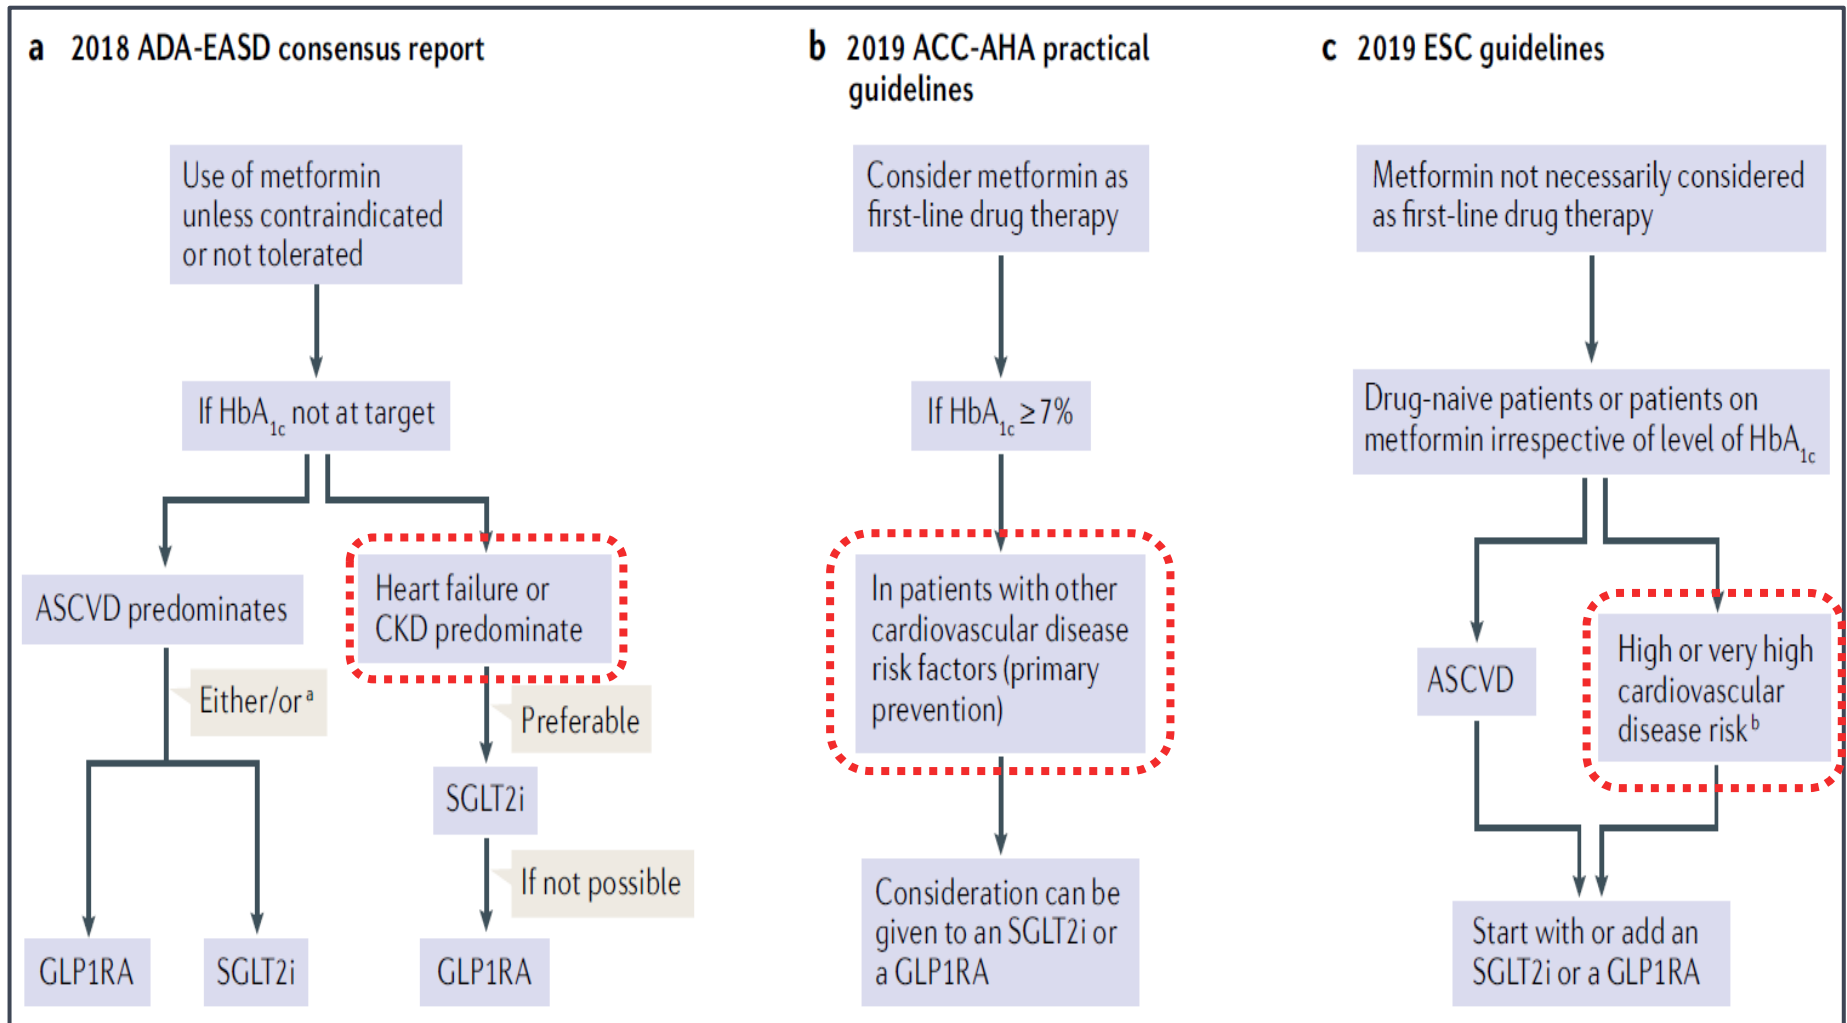 a 2018 ADA-EASD consensus report
Use of metformin
unless contraindicated
or not tolerated
If HbA1c not at target
ASCVD predominates
Heart failure or
CKD predominate
Either/or a
Preferable
SGLT2i
If not possible
GLP1RA
SGLT2i
GLP1RA
b 2019 ACC-AHA practical
guidelines
Consider metformin as
first-line drug therapy
If HbA1c ≥ 7%
In patients with other
cardiovascular disease
risk factors (primary
prevention)
Consideration can be
given to an SGLT2i or
a GLP1RA
c 2019 ESC guidelines
Metformin not necessarily considered
as first-line drug therapy
Drug-naive patients or patients on
metformin irrespective of level of HbA1c
ASCVD
High or very high
cardiovascular
disease risk b
Start with or add an
SGLT2i or a GLP1RA